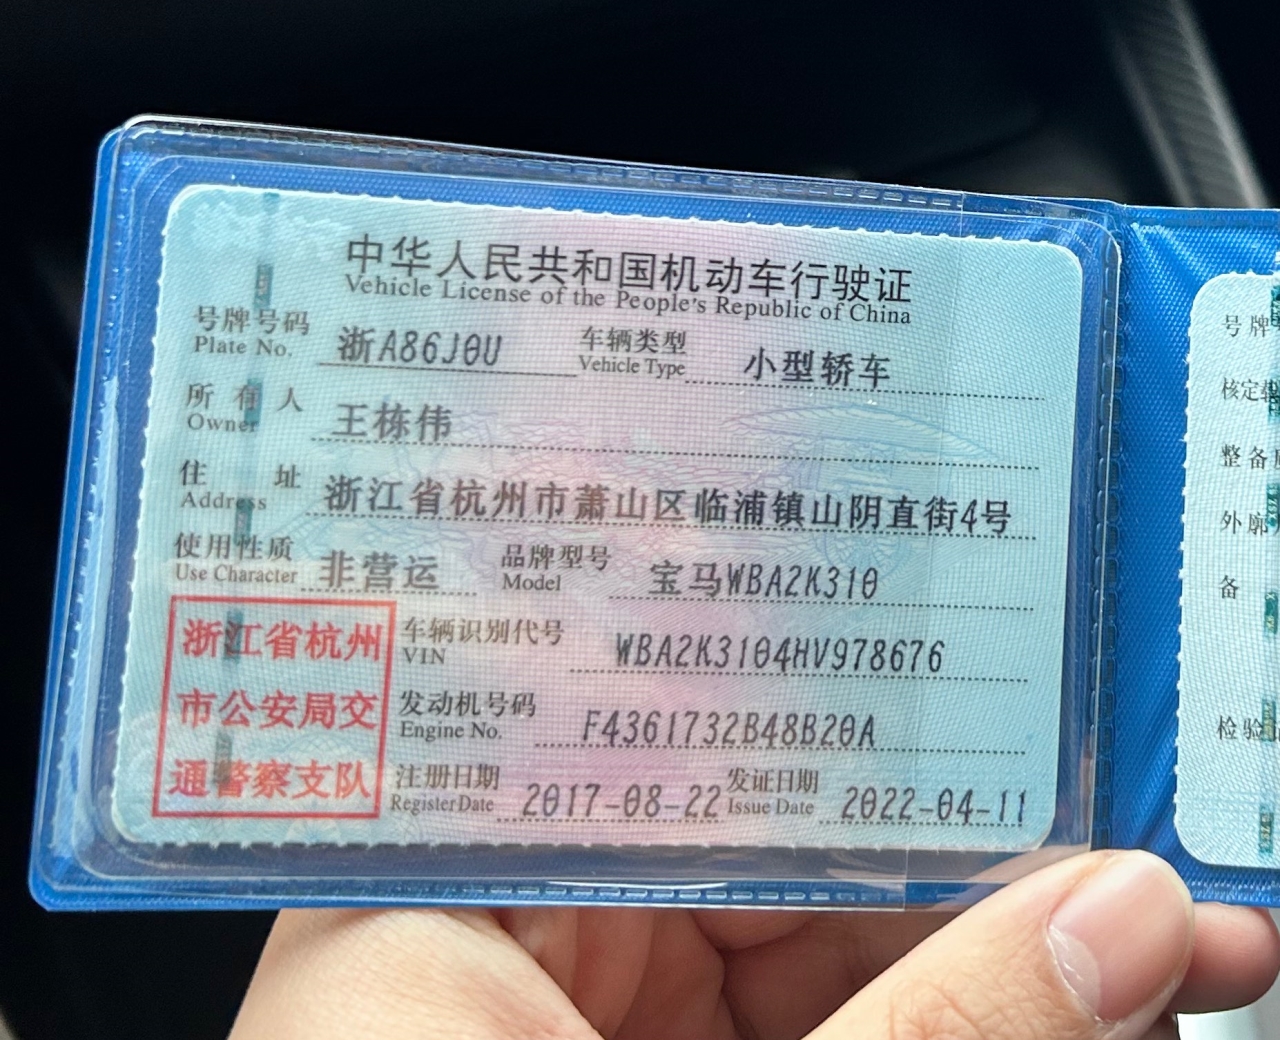 中华人民共和国机动车行驶证
Vehicle License of the People's Republic of China
号牌号码 浙A86J0U 车辆类型 小型轿车
Plate No. Vehicle Type
所有人 王栋伟
Owner
住址 浙江省杭州市萧山区临浦镇山阴直街4号
Address
使用性质 非营运 品牌型号 宝马WBA2K310
Use Character Model
浙江省杭州
市公安局交
通警察支队
车辆识别代号 WBA2K3104HV978676
VIN
发动机号码 F4361732B48B20A
Engine No.
注册日期 2017-08-22 发证日期 2022-04-11
Register Date Issue Date
号牌
核定
整备
外廓
备
检验